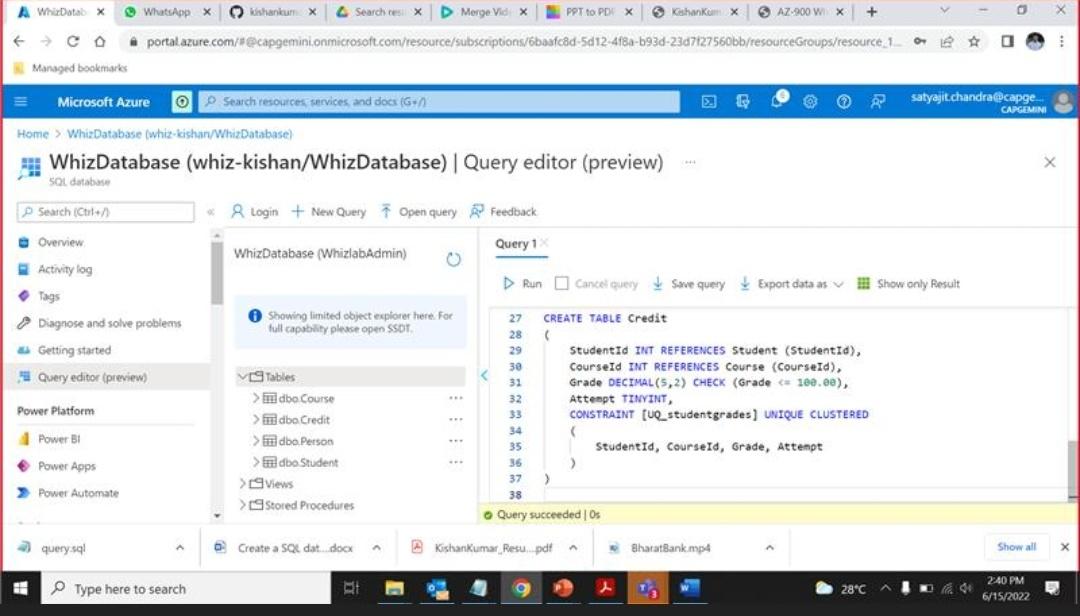 WhizDatab
WhatsApp
kishankum
Search res
Merge Vid
PPT to PDF
KishanKum
AZ-900 W
portal.azure.com/#@capgemini.onmicrosoft.com/resource/subscriptions/6baafc8d-5d12-4f8a-b93d-23d7f27560bb/resourceGroups/resource_1...
Managed bookmarks
Microsoft Azure
Search resources, services, and docs (G+/)
6
satyajit.chandra@capge...
CAPGEMINI
Home > WhizDatabase (whiz-kishan/WhizDatabase)
WhizDatabase (whiz-kishan/WhizDatabase) | Query editor (preview) ...
SQL database
Search (Ctrl+/)
«
Login
New Query
Open query
Feedback
Overview
Activity log
Tags
Diagnose and solve problems
Getting started
Query editor (preview)
Power Platform
Power BI
Power Apps
Power Automate
WhizDatabase (WhizlabAdmin)
Showing limited object explorer here. For
full capability please open SSDT.
Tables
dbo.Course ...
dbo.Credit ...
dbo.Person ...
dbo.Student ...
Views
Stored Procedures
Query 1
Run
Cancel query
Save query
Export data as
Show only Result
27 CREATE TABLE Credit
28 (
29 StudentId INT REFERENCES Student (StudentId),
30 CourseId INT REFERENCES Course (CourseId),
31 Grade DECIMAL(5,2) CHECK (Grade <= 100.00),
32 Attempt TINYINT,
33 CONSTRAINT [UQ_studentgrades] UNIQUE CLUSTERED
34 (
35 StudentId, CourseId, Grade, Attempt
36 )
37 )
38
Query succeeded | 0s
query.sql
Create a SQL dat....docx
KishanKumar_Resu...pdf
BharatBank.mp4
Show all
Type here to search
3
28°C
2:40 PM
6/15/2022